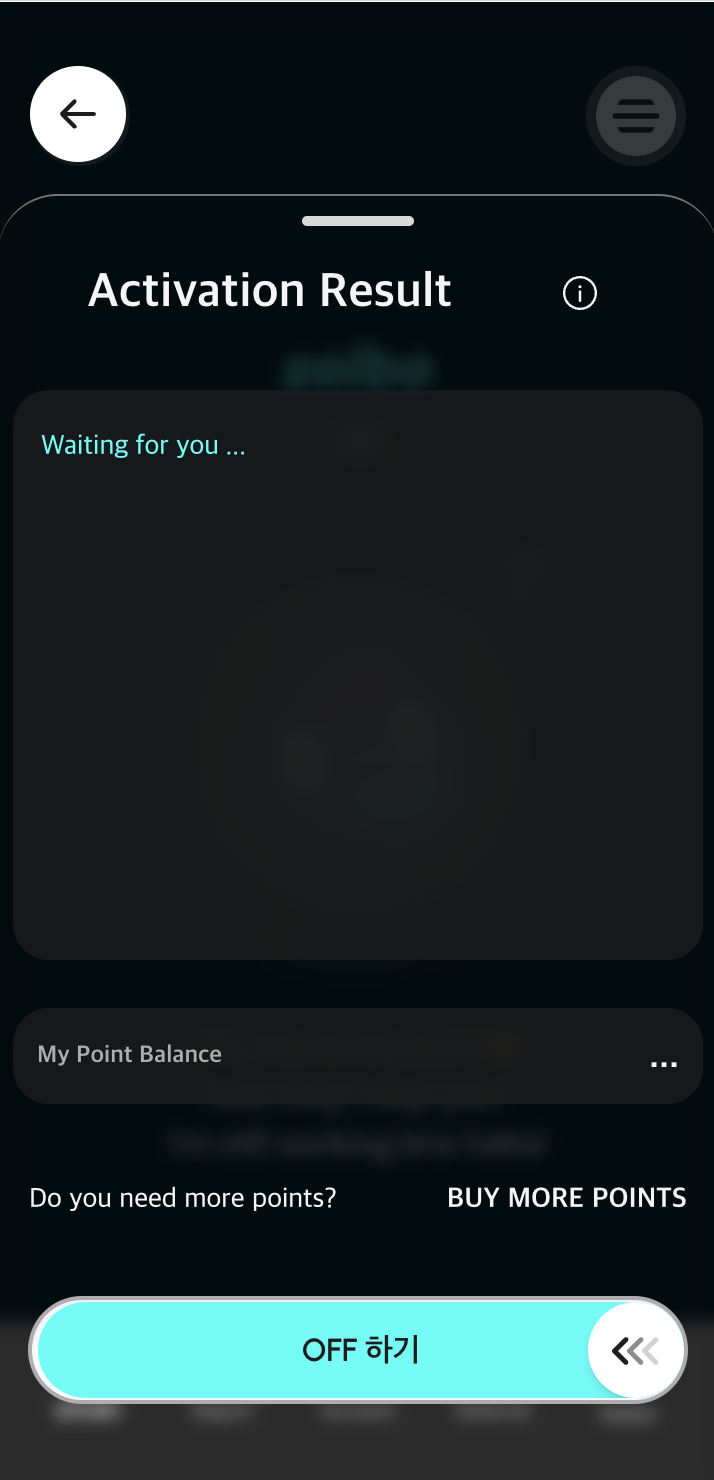 Activation Result
Waiting for you ...
My Point Balance
...
Do you need more points?
BUY MORE POINTS
OFF 하기